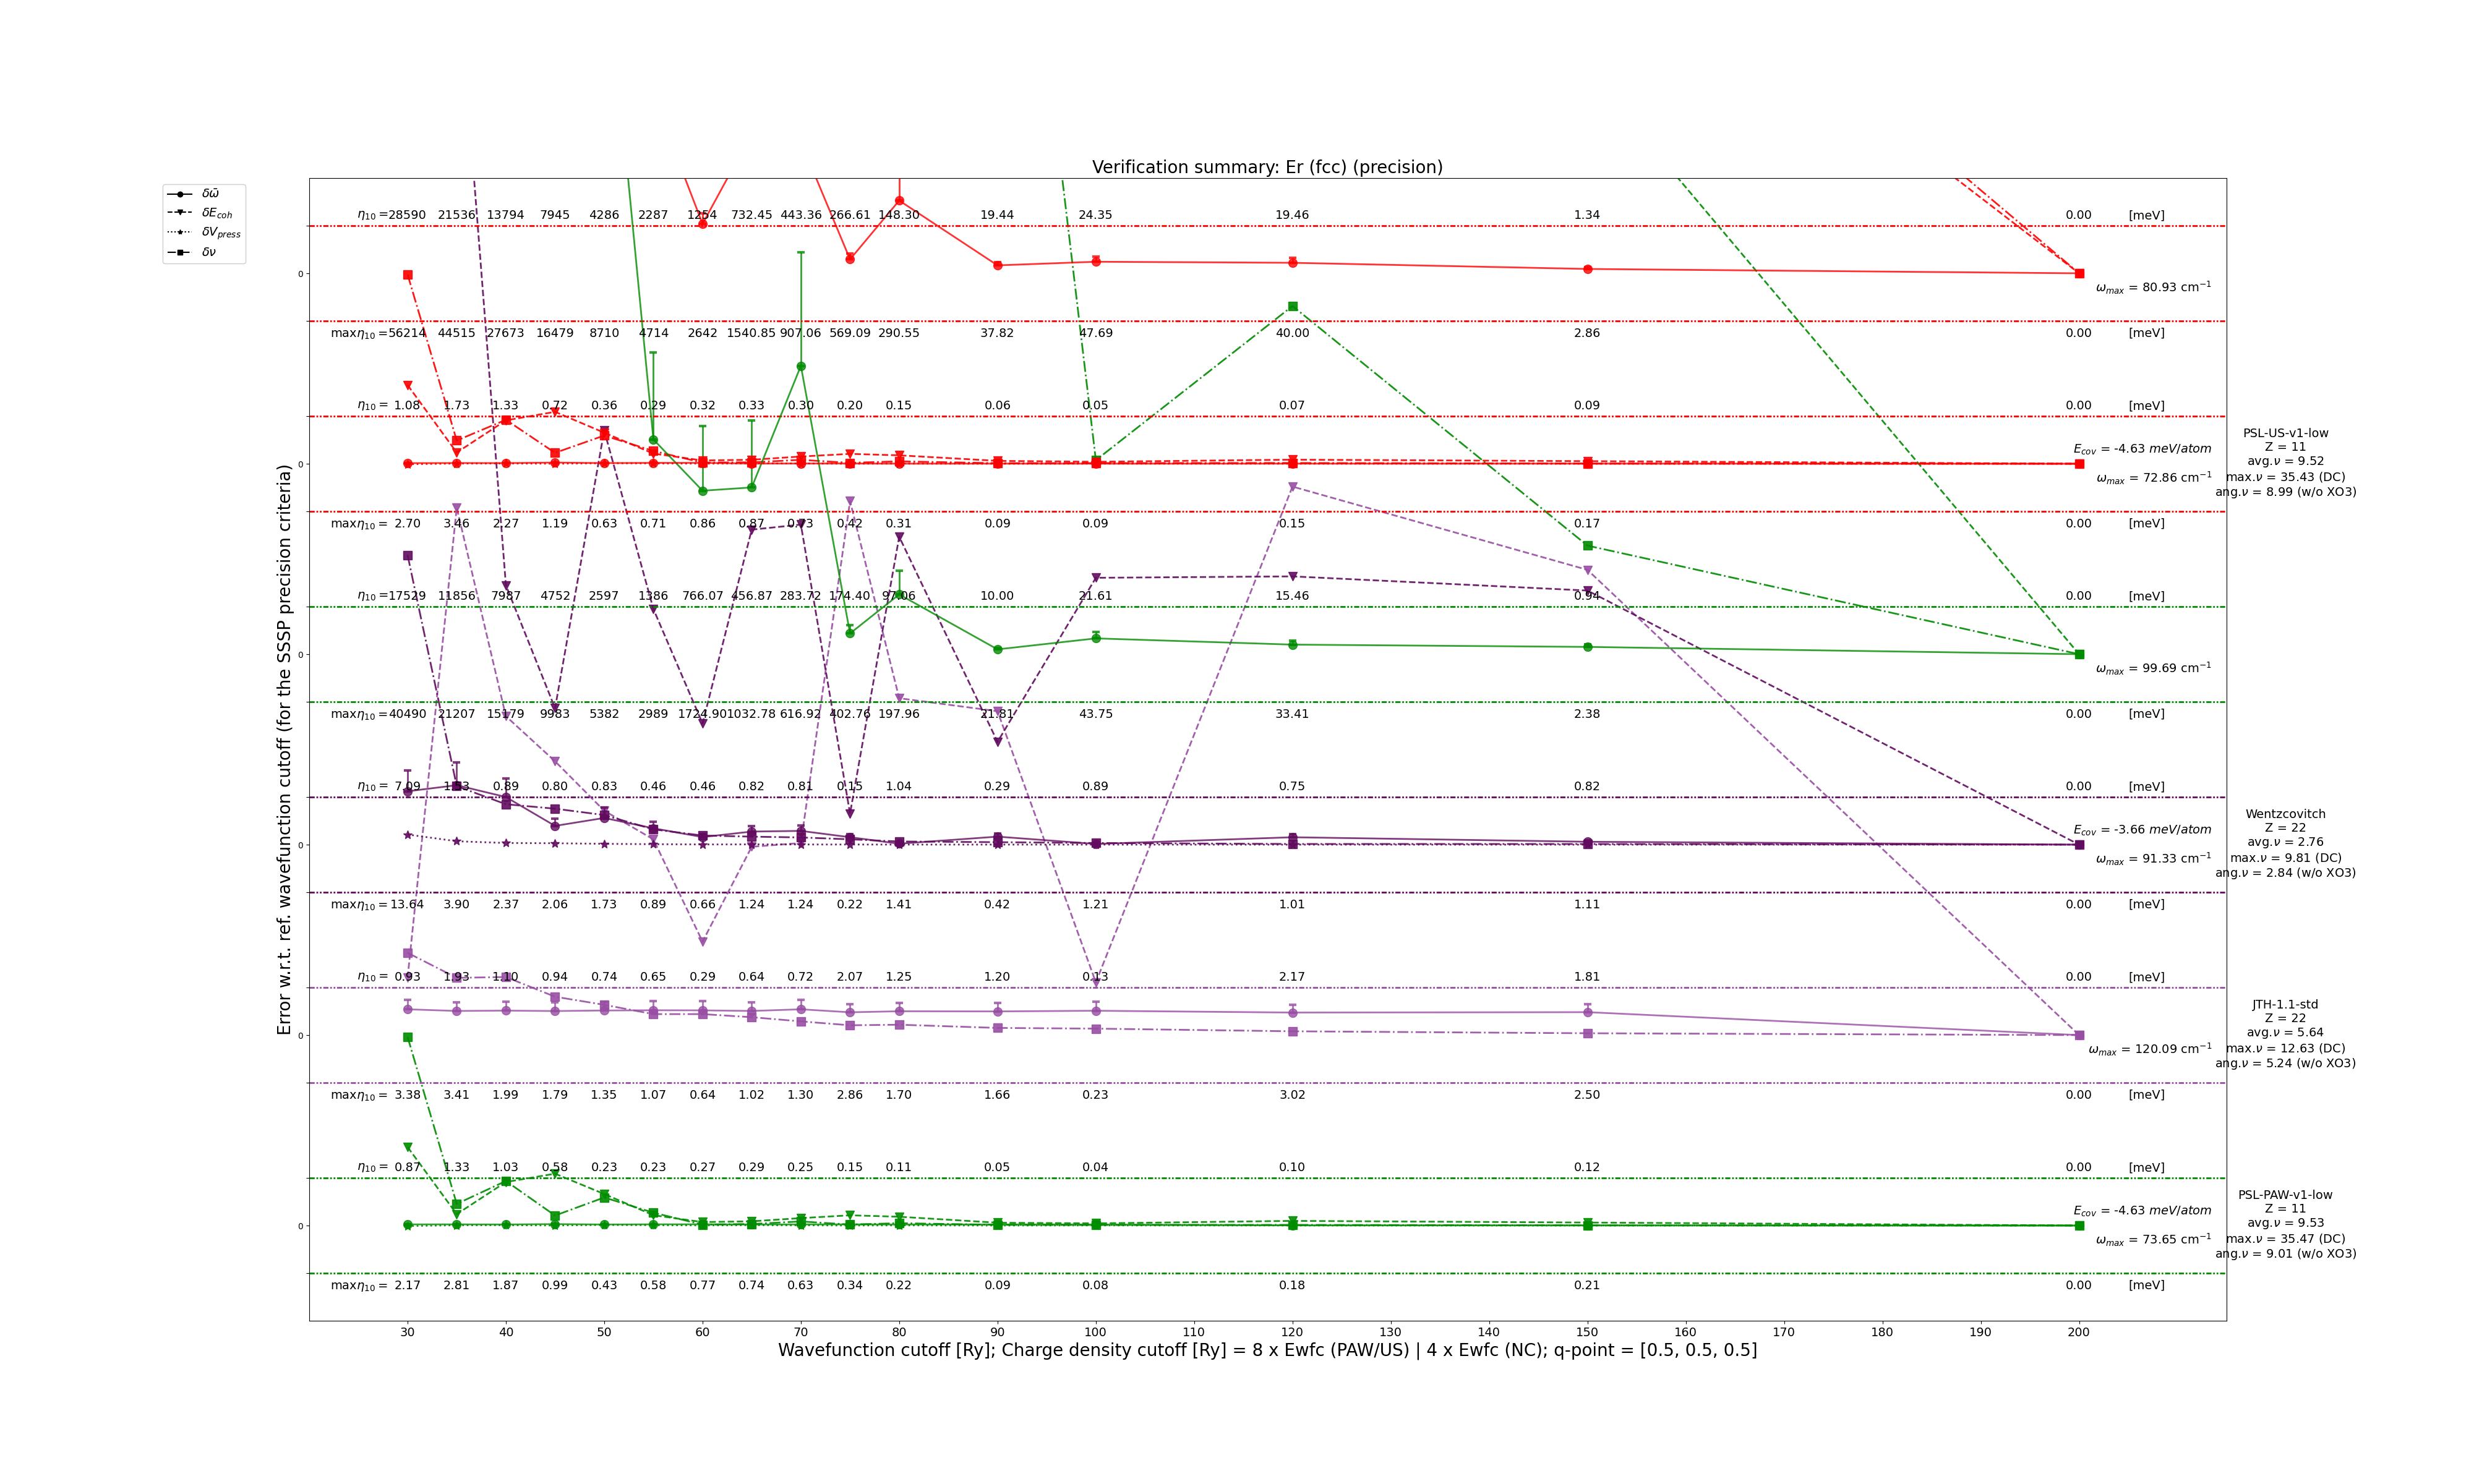 Verification summary: Er (fcc) (precision)
δω̄
δE_coh
δV_press
δν
Error w.r.t. ref. wavefunction cutoff (for the SSSP precision criteria)
η₁₀ = 28590 21536 13794 7945 4286 2287 1254 732.45 443.36 266.61 148.30 19.44 24.35 19.46 1.34 0.00 [meV]
0
ω_max = 80.93 cm⁻¹
maxη₁₀ = 56214 44515 27673 16479 8710 4714 2642 1540.85 907.06 569.09 290.55 37.82 47.69 40.00 2.86 0.00 [meV]
η₁₀ = 1.08 1.73 1.33 0.72 0.36 0.29 0.32 0.33 0.30 0.20 0.15 0.06 0.05 0.07 0.09 0.00 [meV]
PSL-US-v1-low
E_cov = -4.63 meV/atom
Z = 11
avg.ν = 9.52
0
ω_max = 72.86 cm⁻¹
max.ν = 35.43 (DC)
ang.ν = 8.99 (w/o XO3)
maxη₁₀ = 2.70 3.46 2.27 1.19 0.63 0.71 0.86 0.87 0.73 0.42 0.31 0.09 0.09 0.15 0.17 0.00 [meV]
η₁₀ = 17529 11856 7987 4752 2597 1386 766.07 456.87 283.72 174.40 97.06 10.00 21.61 15.46 0.94 0.00 [meV]
0
ω_max = 99.69 cm⁻¹
maxη₁₀ = 40490 21207 15179 9983 5382 2989 1724.90 1032.78 616.92 402.76 197.96 21.81 43.75 33.41 2.38 0.00 [meV]
η₁₀ = 7.09 0.89 0.80 0.83 0.46 0.46 0.82 0.81 0.15 1.04 0.29 0.89 0.75 0.82 0.00 [meV]
Wentzcovitch
E_cov = -3.66 meV/atom
Z = 22
avg.ν = 2.76
0
ω_max = 91.33 cm⁻¹
max.ν = 9.81 (DC)
ang.ν = 2.84 (w/o XO3)
maxη₁₀ = 13.64 3.90 2.37 2.06 1.73 0.89 0.66 1.24 1.24 0.22 1.41 0.42 1.21 1.01 1.11 0.00 [meV]
η₁₀ = 0.93 1.93 1.10 0.94 0.74 0.65 0.29 0.64 0.72 2.07 1.25 1.20 0.13 2.17 1.81 0.00 [meV]
JTH-1.1-std
Z = 22
avg.ν = 5.64
0
ω_max = 120.09 cm⁻¹
max.ν = 12.63 (DC)
ang.ν = 5.24 (w/o XO3)
maxη₁₀ = 3.38 3.41 1.99 1.79 1.35 1.07 0.64 1.02 1.30 2.86 1.70 1.66 0.23 3.02 2.50 0.00 [meV]
η₁₀ = 0.87 1.33 1.03 0.58 0.23 0.23 0.27 0.29 0.25 0.15 0.11 0.05 0.04 0.10 0.12 0.00 [meV]
PSL-PAW-v1-low
E_cov = -4.63 meV/atom
Z = 11
avg.ν = 9.53
0
ω_max = 73.65 cm⁻¹
max.ν = 35.47 (DC)
ang.ν = 9.01 (w/o XO3)
maxη₁₀ = 2.17 2.81 1.87 0.99 0.43 0.58 0.77 0.74 0.63 0.34 0.22 0.09 0.08 0.18 0.21 0.00 [meV]
30 40 50 60 70 80 90 100 110 120 130 140 150 160 170 180 190 200
Wavefunction cutoff [Ry]; Charge density cutoff [Ry] = 8 x Ewfc (PAW/US) | 4 x Ewfc (NC); q-point = [0.5, 0.5, 0.5]